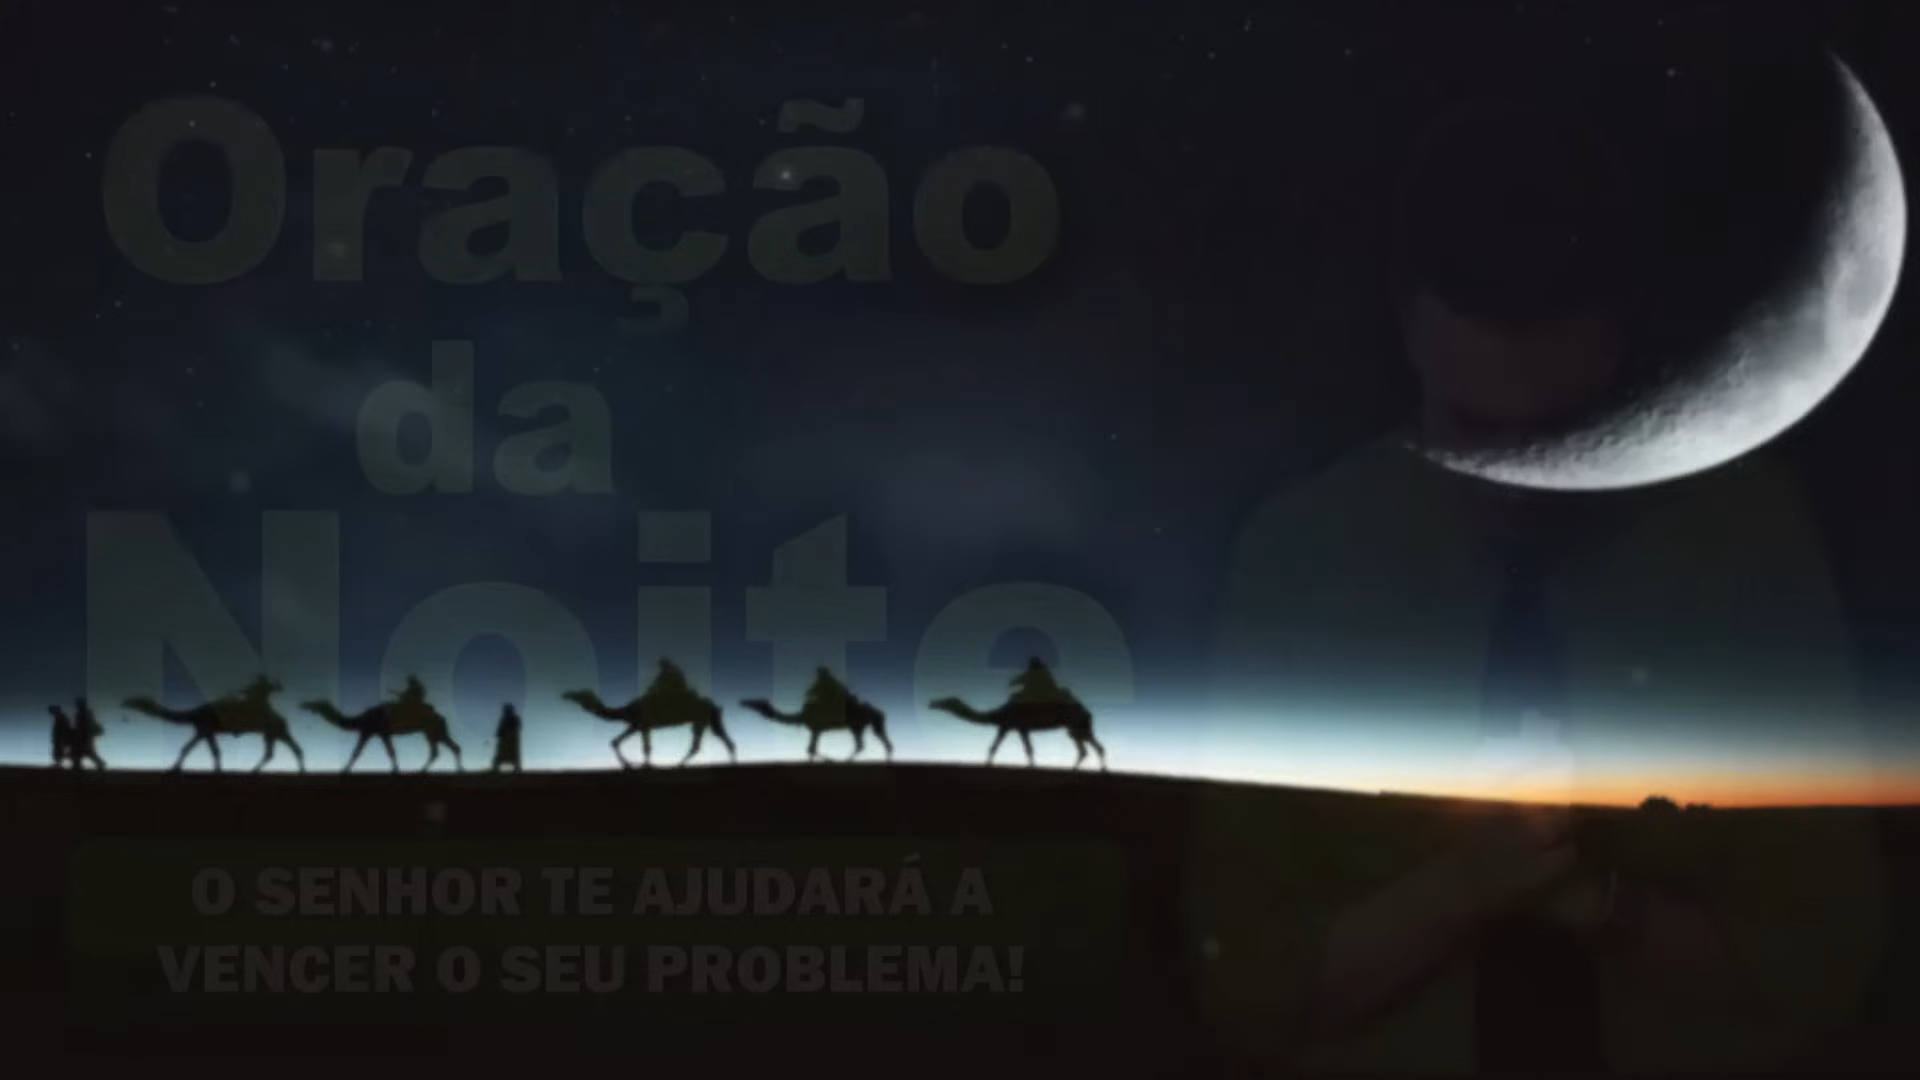 Oração
da
Noite
O SENHOR TE AJUDARÁ A
VENCER O SEU PROBLEMA!